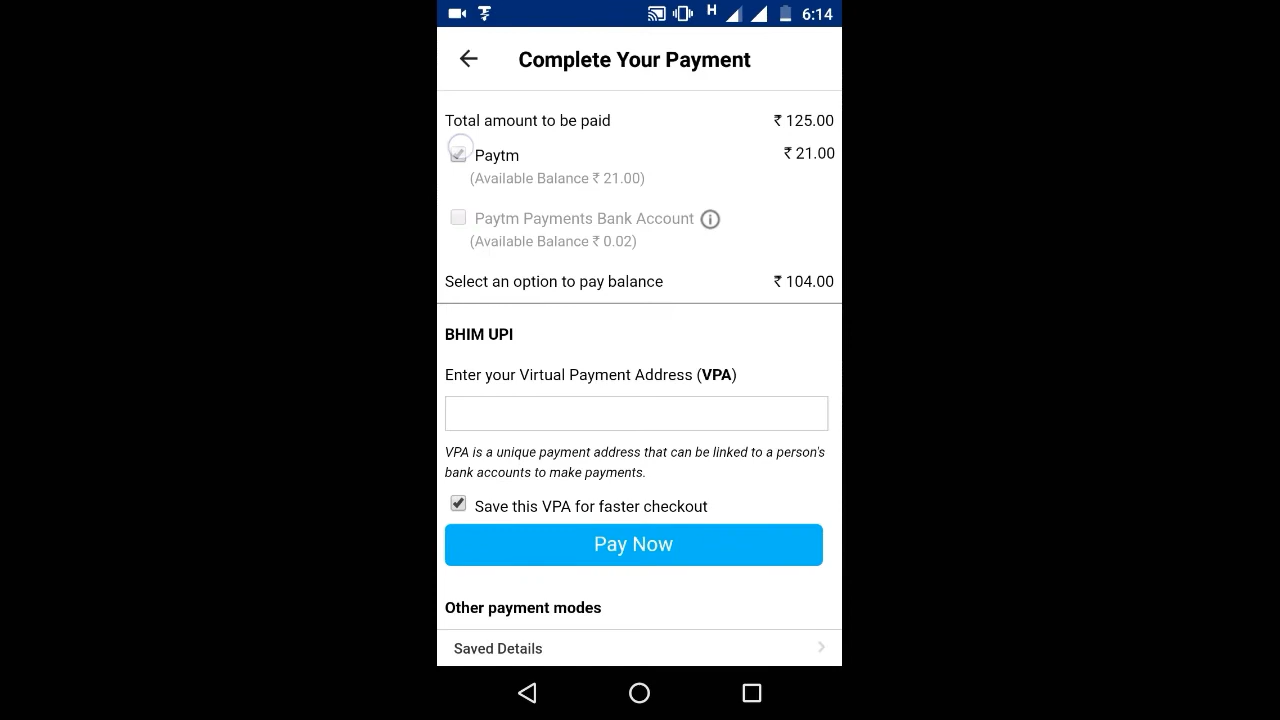 H 6:14
Complete Your Payment
Total amount to be paid ₹ 125.00
Paytm ₹ 21.00
(Available Balance ₹ 21.00)
Paytm Payments Bank Account
(Available Balance ₹ 0.02)
Select an option to pay balance ₹ 104.00
BHIM UPI
Enter your Virtual Payment Address (VPA)
VPA is a unique payment address that can be linked to a person's
bank accounts to make payments.
Save this VPA for faster checkout
Pay Now
Other payment modes
Saved Details